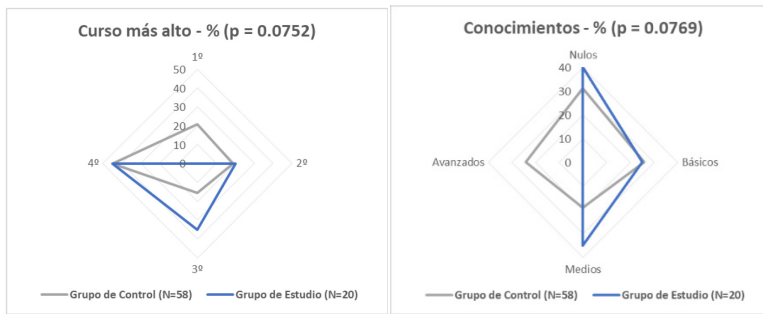 Curso más alto - % (p = 0.0752)
1º
50
40
30
20
10
0
4º
2º
3º
Grupo de Control (N=58)
Grupo de Estudio (N=20)
Conocimientos - % (p = 0.0769)
Nulos
40
30
20
10
0
Avanzados
Básicos
Medios
Grupo de Control (N=58)
Grupo de Estudio (N=20)